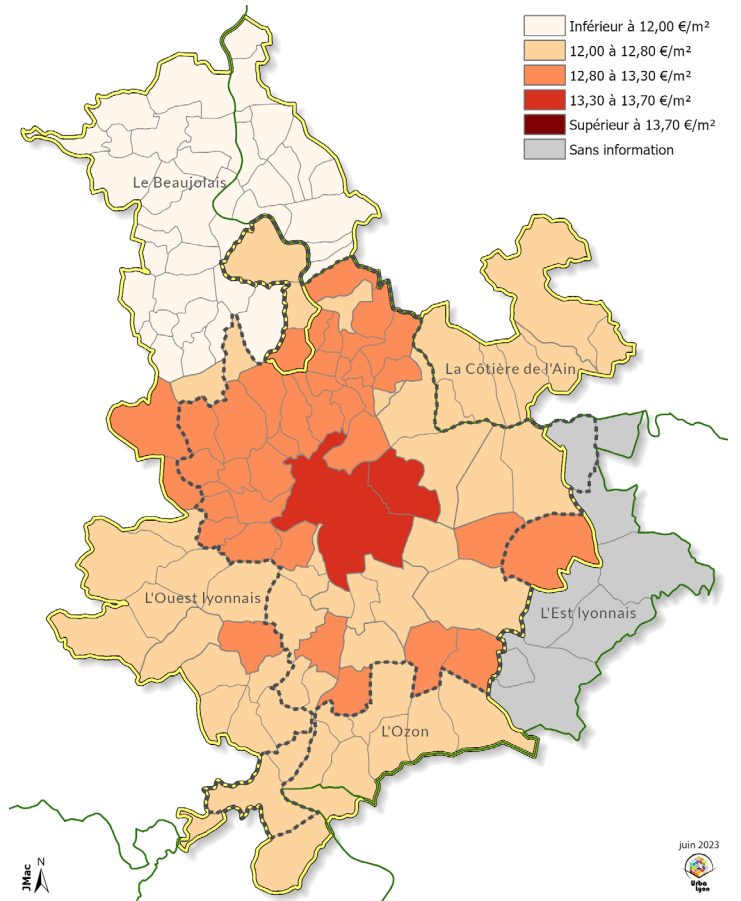 Inférieur à 12,00 €/m²
12,00 à 12,80 €/m²
12,80 à 13,30 €/m²
13,30 à 13,70 €/m²
Supérieur à 13,70 €/m²
Sans information
Le Beaujolais
La Côtière de l'Ain
L'Ouest lyonnais
L'Est lyonnais
L'Ozon
juin 2023
Urba
Lyon
JMac
N